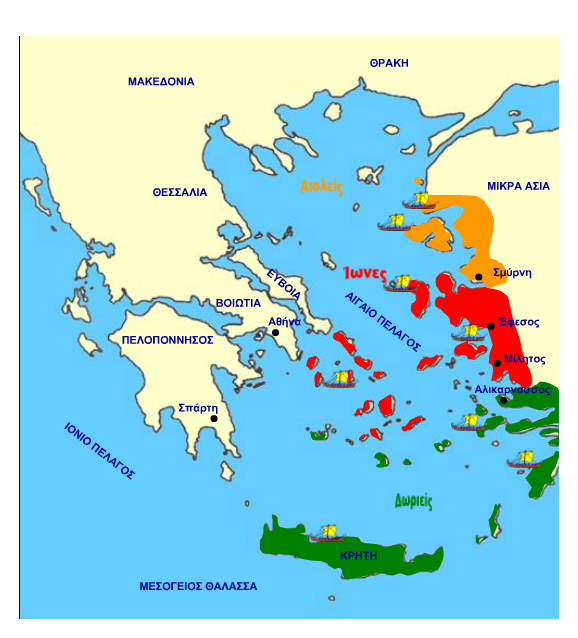 ΘΡΑΚΗ
ΜΑΚΕΔΟΝΙΑ
ΘΕΣΣΑΛΙΑ
Αιολείς
ΜΙΚΡΑ ΑΣΙΑ
Ίωνες
Σμύρνη
ΕΥΒΟΙΑ
ΒΟΙΩΤΙΑ
ΑΙΓΑΙΟ ΠΕΛΑΓΟΣ
Αθήνα
Έφεσος
ΠΕΛΟΠΟΝΝΗΣΟΣ
Μίλητος
Αλικαρνασσός
Σπάρτη
ΙΟΝΙΟ ΠΕΛΑΓΟΣ
Δωριείς
ΚΡΗΤΗ
ΜΕΣΟΓΕΙΟΣ ΘΑΛΑΣΣΑ